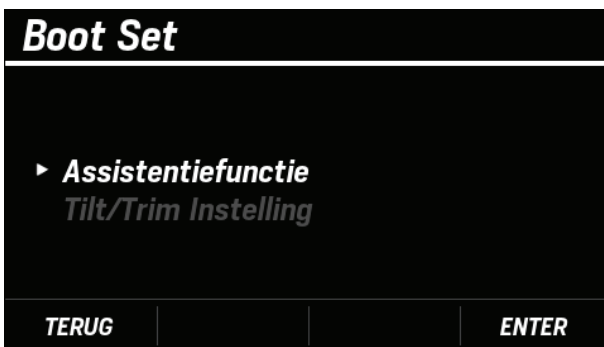 Boot Set
Assistentiefunctie
Tilt/Trim Instelling
TERUG
ENTER